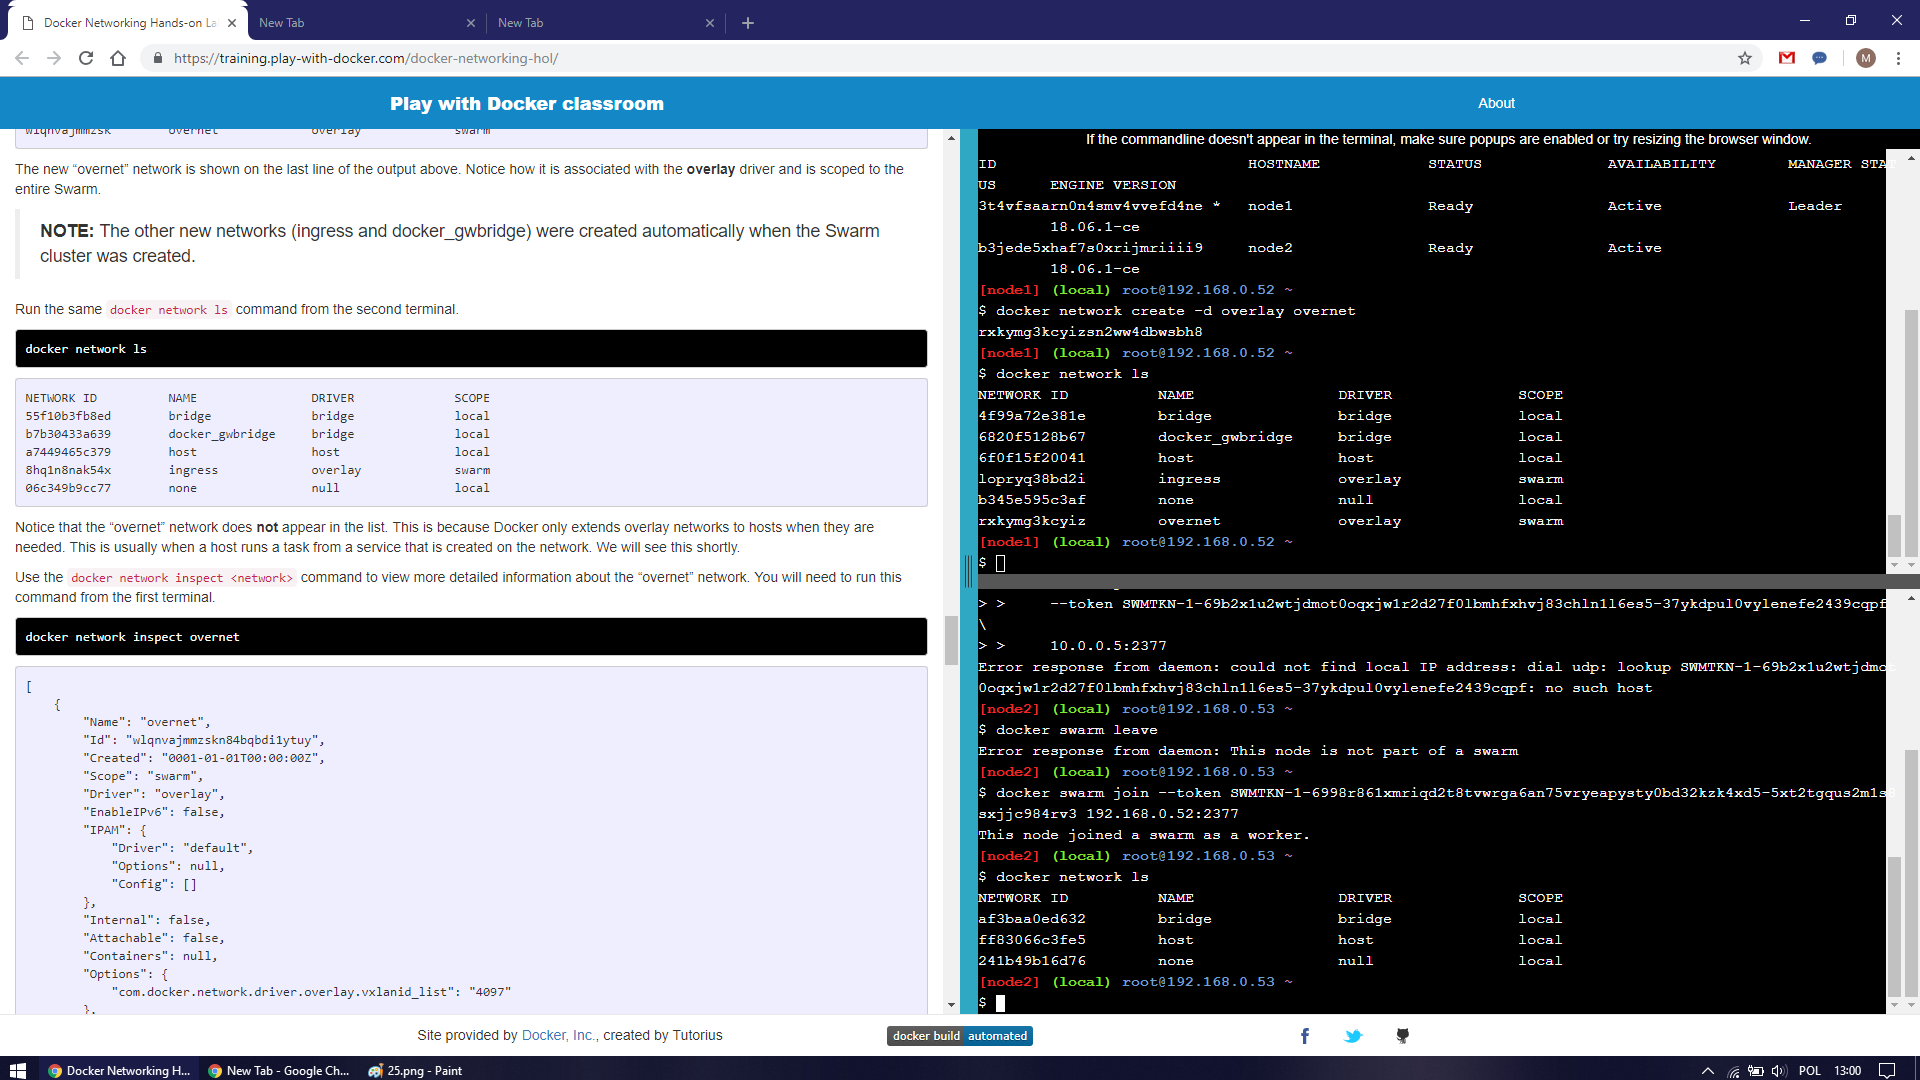 Docker Networking Hands-on La
New Tab
New Tab
https://training.play-with-docker.com/docker-networking-hol/
M
Play with Docker classroom
About
wlqnvajmmzsk overnet overlay swarm
The new “overnet” network is shown on the last line of the output above. Notice how it is associated with the overlay driver and is scoped to the
entire Swarm.
NOTE: The other new networks (ingress and docker_gwbridge) were created automatically when the Swarm
cluster was created.
Run the same docker network ls command from the second terminal.
docker network ls
NETWORK ID NAME DRIVER SCOPE
55f10b3fb8ed bridge bridge local
b7b30433a639 docker_gwbridge bridge local
a7449465c379 host host local
8hq1n8nak54x ingress overlay swarm
06c349b9cc77 none null local
Notice that the “overnet” network does not appear in the list. This is because Docker only extends overlay networks to hosts when they are
needed. This is usually when a host runs a task from a service that is created on the network. We will see this shortly.
Use the docker network inspect <network> command to view more detailed information about the “overnet” network. You will need to run this
command from the first terminal.
docker network inspect overnet
[
{
"Name": "overnet",
"Id": "wlqnvajmmzskn84bqbdi1ytuy",
"Created": "0001-01-01T00:00:00Z",
"Scope": "swarm",
"Driver": "overlay",
"EnableIPv6": false,
"IPAM": {
"Driver": "default",
"Options": null,
"Config": []
},
"Internal": false,
"Attachable": false,
"Containers": null,
"Options": {
"com.docker.network.driver.overlay.vxlanid_list": "4097"
},
If the commandline doesn't appear in the terminal, make sure popups are enabled or try resizing the browser window.
ID HOSTNAME STATUS AVAILABILITY MANAGER STAT
US ENGINE VERSION
3t4vfsaarn0n4smv4vvefd4ne * node1 Ready Active Leader
18.06.1-ce
b3jede5xhaf7s0xrijmriiii9 node2 Ready Active
18.06.1-ce
[node1] (local) root@192.168.0.52 ~
$ docker network create -d overlay overnet
rxkymg3kcyizsn2ww4dbwsbh8
[node1] (local) root@192.168.0.52 ~
$ docker network ls
NETWORK ID NAME DRIVER SCOPE
4f99a72e381e bridge bridge local
6820f5128b67 docker_gwbridge bridge local
6f0f15f20041 host host local
lopryq38bd2i ingress overlay swarm
b345e595c3af none null local
rxkymg3kcyiz overnet overlay swarm
[node1] (local) root@192.168.0.52 ~
$
> > --token SWMTKN-1-69b2x1u2wtjdmot0oqxjw1r2d27f0lbmhfxhvj83chln1l6es5-37ykdpul0vylenefe2439cqpf
\
> > 10.0.0.5:2377
Error response from daemon: could not find local IP address: dial udp: lookup SWMTKN-1-69b2x1u2wtjdmot
0oqxjw1r2d27f0lbmhfxhvj83chln1l6es5-37ykdpul0vylenefe2439cqpf: no such host
[node2] (local) root@192.168.0.53 ~
$ docker swarm leave
Error response from daemon: This node is not part of a swarm
[node2] (local) root@192.168.0.53 ~
$ docker swarm join --token SWMTKN-1-6998r861xmriqd2t8tvwrga6an75vryeapysty0bd32kzk4xd5-5xt2tgqus2m1s8
sxjjc984rv3 192.168.0.52:2377
This node joined a swarm as a worker.
[node2] (local) root@192.168.0.53 ~
$ docker network ls
NETWORK ID NAME DRIVER SCOPE
af3baa0ed632 bridge bridge local
ff83066c3fe5 host host local
241b49b16d76 none null local
[node2] (local) root@192.168.0.53 ~
$
Site provided by Docker, Inc., created by Tutorius
docker build automated
Docker Networking H...
New Tab - Google Ch...
25.png - Paint
POL
13:00